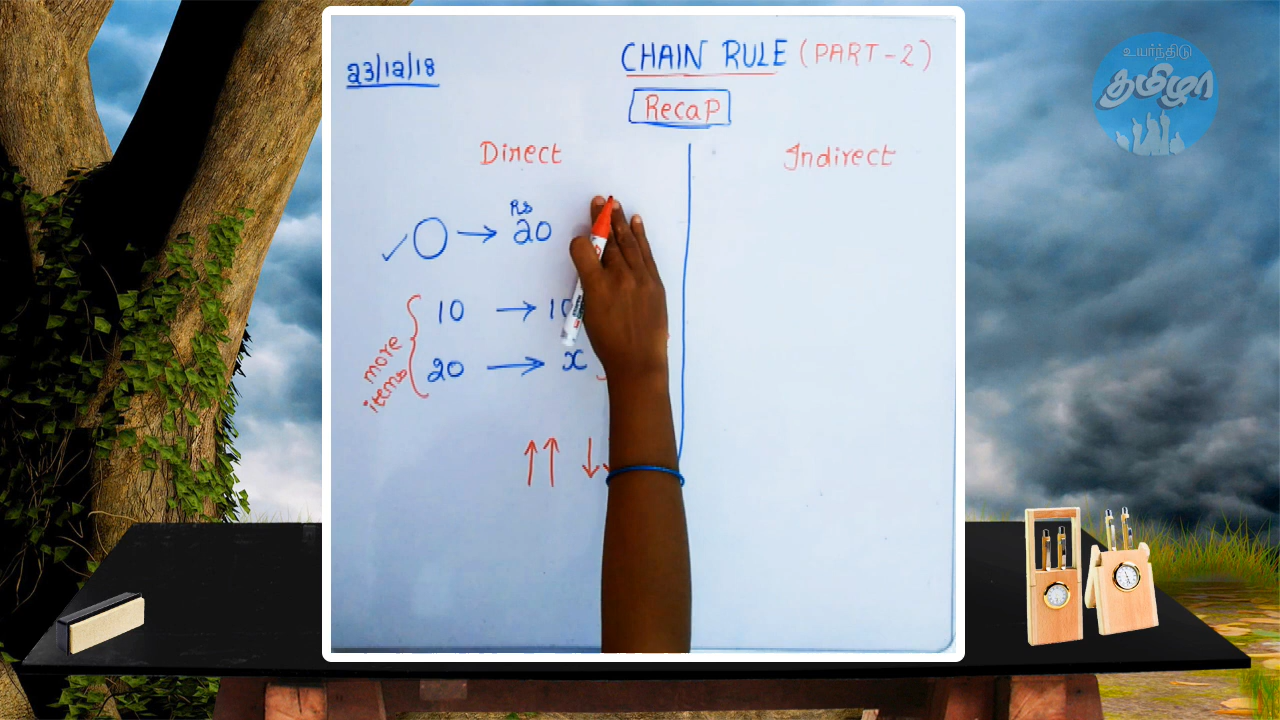 23/12/18
CHAIN RULE (PART-2)
Recap
Direct
Indirect
Rs
✓ O → 20
10 → 10
20 → x
more
items
↑↑ ↓
உயர்ந்திடு
தமிழா